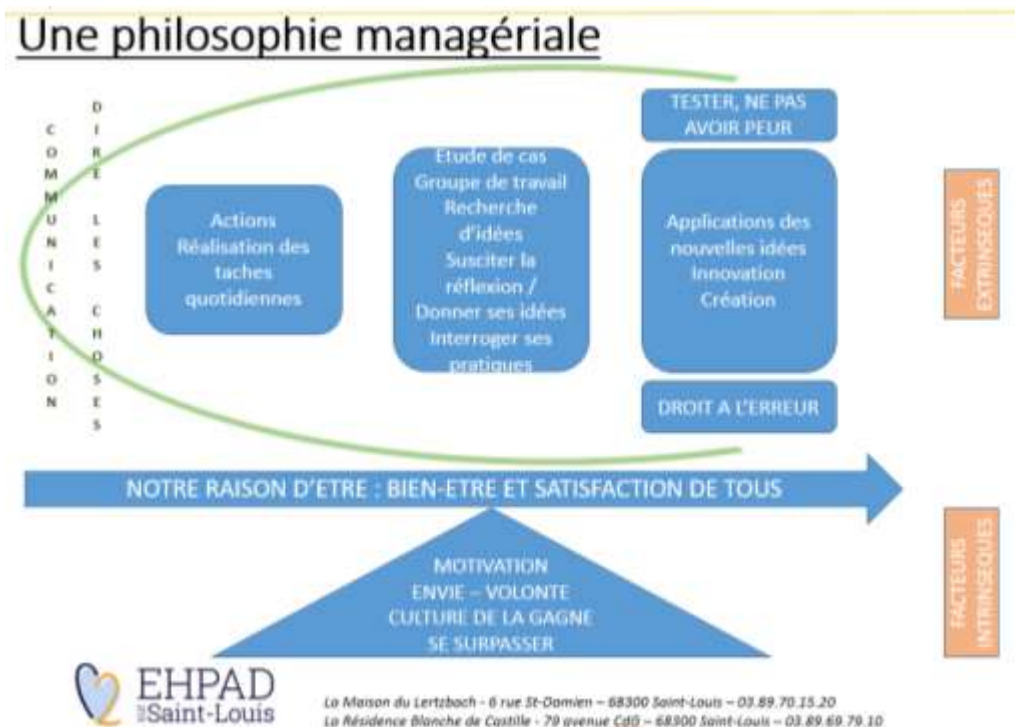 Une philosophie managériale
COMMUNICATION
DIRE LES CHOSES
Actions
Réalisation des
taches
quotidiennes
Etude de cas
Groupe de travail
Recherche
d'idées
Susciter la
réflexion /
Donner ses idées
Interroger ses
pratiques
TESTER, NE PAS
AVOIR PEUR
Applications des
nouvelles idées
Innovation
Création
DROIT A L'ERREUR
FACTEURS
EXTRINSEQUES
NOTRE RAISON D'ETRE : BIEN-ETRE ET SATISFACTION DE TOUS
MOTIVATION
ENVIE – VOLONTE
CULTURE DE LA GAGNE
SE SURPASSER
FACTEURS
INTRINSEQUES
EHPAD
Saint-Louis
La Maison du Lertzbach - 6 rue St-Damien – 68300 Saint-Louis – 03.89.70.15.20
La Résidence Blanche de Castille - 79 avenue CdG – 68300 Saint-Louis – 03.89.69.79.10